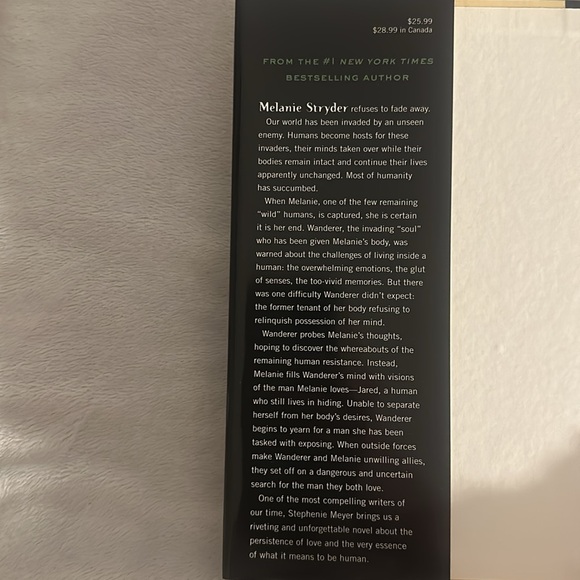 $25.99
$28.99 in Canada
FROM THE #1 NEW YORK TIMES
BESTSELLING AUTHOR
Melanie Stryder refuses to fade away.
Our world has been invaded by an unseen
enemy. Humans become hosts for these
invaders, their minds taken over while their
bodies remain intact and continue their lives
apparently unchanged. Most of humanity
has succumbed.
When Melanie, one of the few remaining
“wild” humans, is captured, she is certain
it is her end. Wanderer, the invading “soul”
who has been given Melanie’s body, was
warned about the challenges of living inside a
human: the overwhelming emotions, the glut
of senses, the too-vivid memories. But there
was one difficulty Wanderer didn’t expect:
the former tenant of her body refusing to
relinquish possession of her mind.
Wanderer probes Melanie’s thoughts,
hoping to discover the whereabouts of the
remaining human resistance. Instead,
Melanie fills Wanderer’s mind with visions
of the man Melanie loves—Jared, a human
who still lives in hiding. Unable to separate
herself from her body’s desires, Wanderer
begins to yearn for a man she has been
tasked with exposing. When outside forces
make Wanderer and Melanie unwilling allies,
they set off on a dangerous and uncertain
search for the man they both love.
One of the most compelling writers of
our time, Stephenie Meyer brings us a
riveting and unforgettable novel about the
persistence of love and the very essence
of what it means to be human.